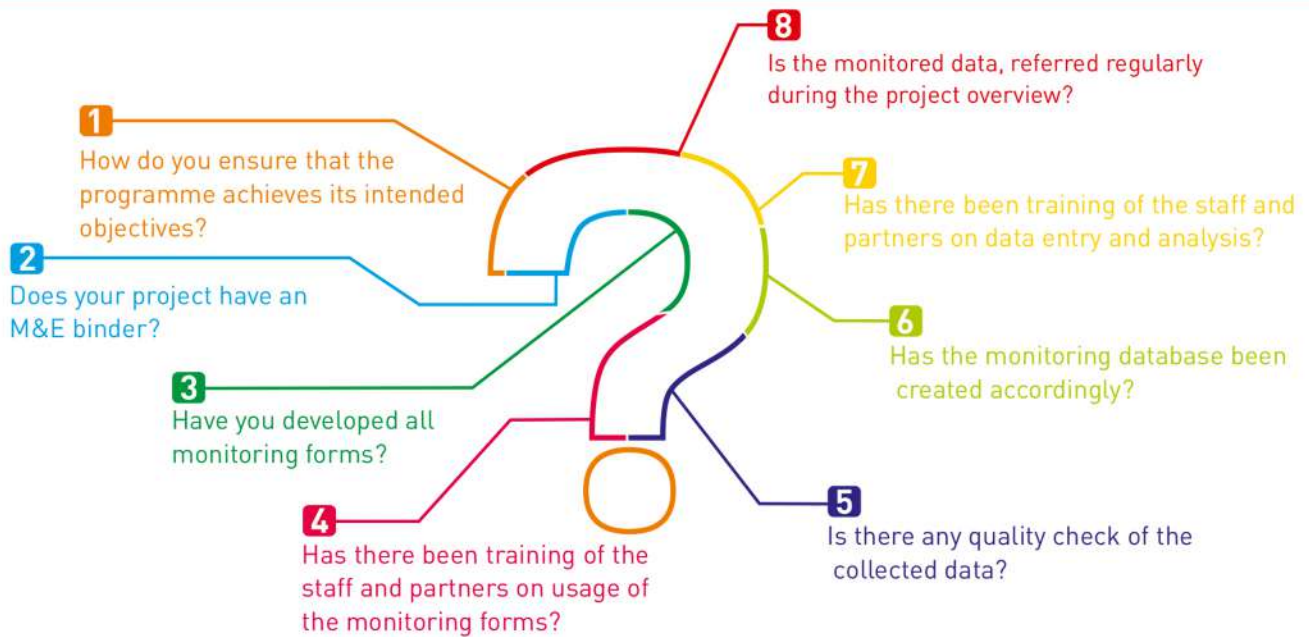 1
How do you ensure that the
programme achieves its intended
objectives?
2
Does your project have an
M&E binder?
3
Have you developed all
monitoring forms?
4
Has there been training of the
staff and partners on usage of
the monitoring forms?
5
Is there any quality check of the
collected data?
6
Has the monitoring database been
created accordingly?
7
Has there been training of the staff and
partners on data entry and analysis?
8
Is the monitored data, referred regularly
during the project overview?